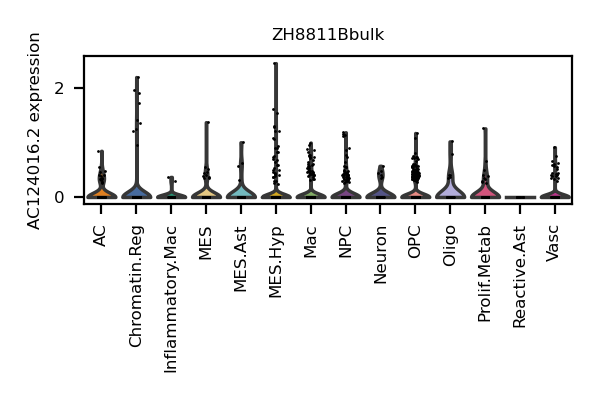 ZH8811Bbulk
AC124016.2 expression
2
0
AC
Chromatin.Reg
Inflammatory.Mac
MES
MES.Ast
MES.Hyp
Mac
NPC
Neuron
OPC
Oligo
Prolif.Metab
Reactive.Ast
Vasc